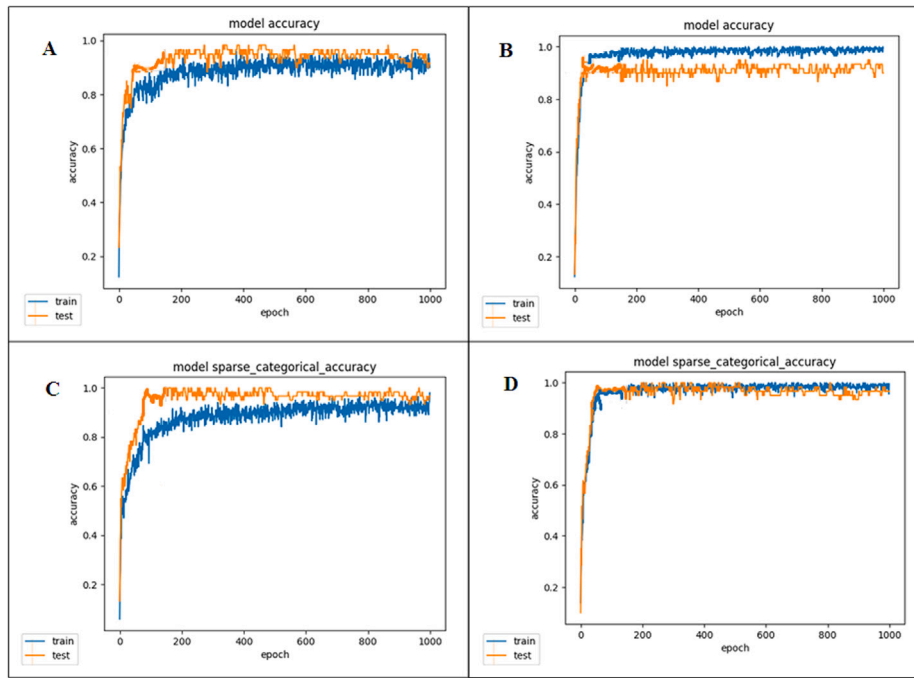 A
model accuracy
1.0
0.8
0.6
0.4
0.2
accuracy
0 200 400 600 800 1000
epoch
train
test
B
model accuracy
1.0
0.8
0.6
0.4
0.2
accuracy
0 200 400 600 800 1000
epoch
train
test
C
model sparse_categorical_accuracy
1.0
0.8
0.6
0.4
0.2
accuracy
0 200 400 600 800 1000
epoch
train
test
D
model sparse_categorical_accuracy
1.0
0.8
0.6
0.4
0.2
accuracy
0 200 400 600 800 1000
epoch
train
test